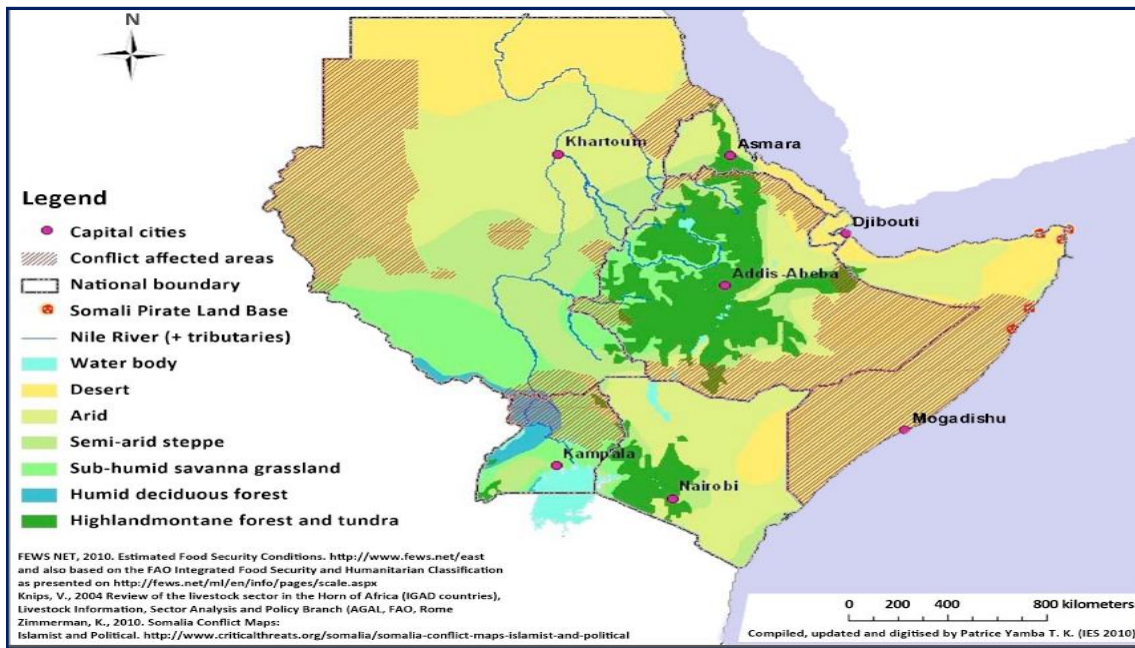 N
Khartoum
Asmara
Djibouti
Addis-Abeba
Mogadishu
Kampala
Nairobi
Legend
Capital cities
Conflict affected areas
National boundary
Somali Pirate Land Base
Nile River (+ tributaries)
Water body
Desert
Arid
Semi-arid steppe
Sub-humid savanna grassland
Humid deciduous forest
Highlandmontane forest and tundra
FEWS NET, 2010. Estimated Food Security Conditions. http://www.fews.net/east
and also based on the FAO Integrated Food Security and Humanitarian Classification
as presented on http://fews.net/ml/en/info/pages/scale.aspx
Knips, V., 2004 Review of the livestock sector in the Horn of Africa (IGAD countries),
Livestock Information, Sector Analysis and Policy Branch (AGAL, FAO, Rome
Zimmerman, K., 2010. Somalia Conflict Maps:
Islamist and Political. http://www.criticalthreats.org/somalia/somalia-conflict-maps-islamist-and-political
0 200 400 800 kilometers
Compiled, updated and digitised by Patrice Yamba T. K. (IES 2010)